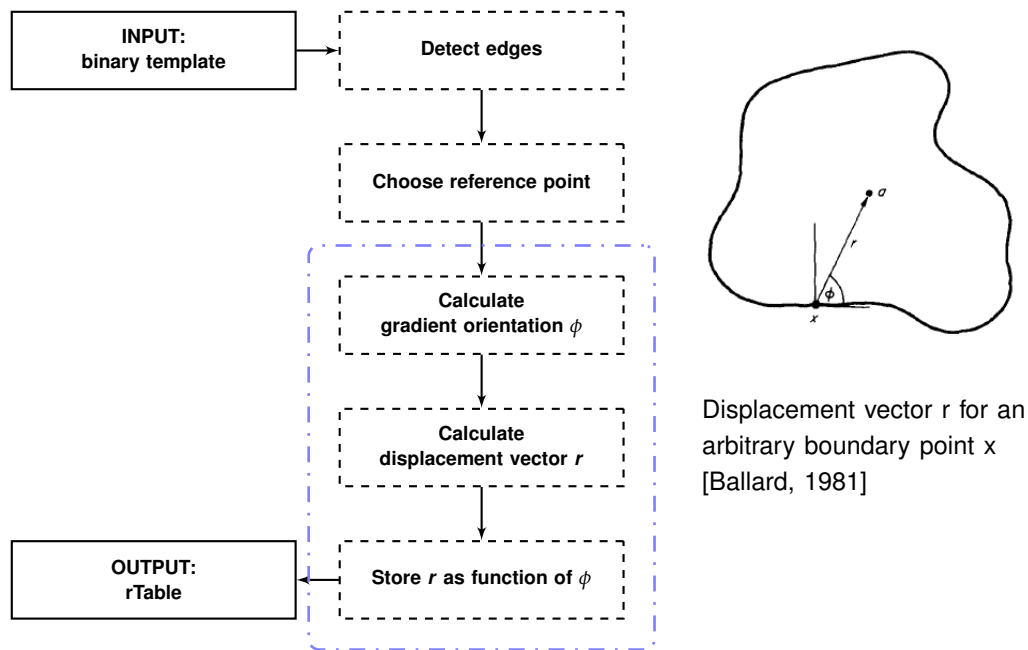 INPUT:
binary template
Detect edges
Choose reference point
Calculate
gradient orientation ϕ
Calculate
displacement vector r
Store r as function of ϕ
OUTPUT:
rTable
a
r
ϕ
x
Displacement vector r for an
arbitrary boundary point x
[Ballard, 1981]